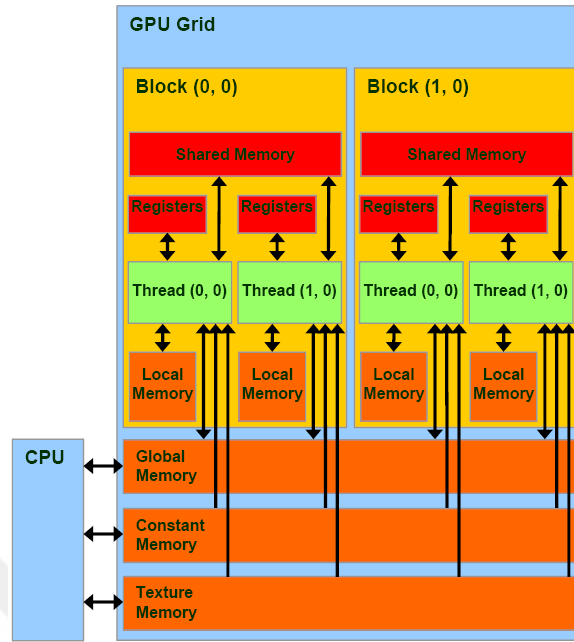 GPU Grid
Block (0, 0)
Block (1, 0)
Shared Memory
Shared Memory
Registers
Registers
Registers
Registers
Thread (0, 0)
Thread (1, 0)
Thread (0, 0)
Thread (1, 0)
Local
Memory
Local
Memory
Local
Memory
Local
Memory
CPU
Global
Memory
Constant
Memory
Texture
Memory